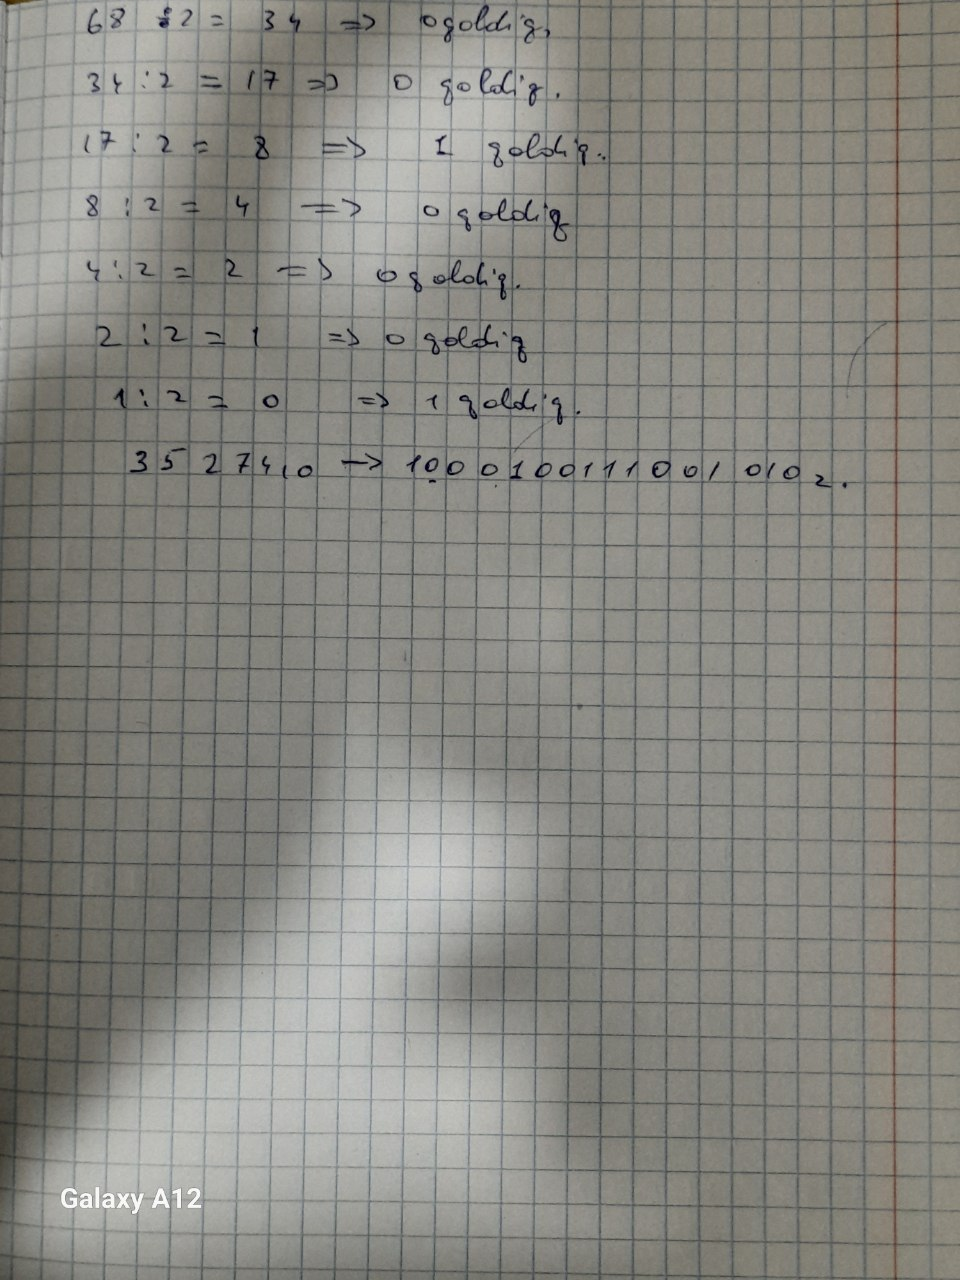 68 : 2 = 34 => 0 qoldiq,
34 : 2 = 17 => 0 qoldiq.
17 : 2 = 8 => 1 qoldiq.
8 : 2 = 4 => 0 qoldiq
4 : 2 = 2 => 0 qoldiq.
2 : 2 = 1 => 0 qoldiq
1 : 2 = 0 => 1 qoldiq.
35274₁₀ → 1000100111001010₂.
Galaxy A12